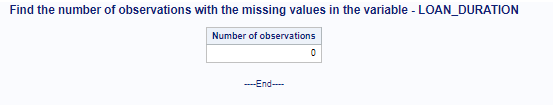 Find the number of observations with the missing values in the variable - LOAN_DURATION
Number of observations
0
----End----